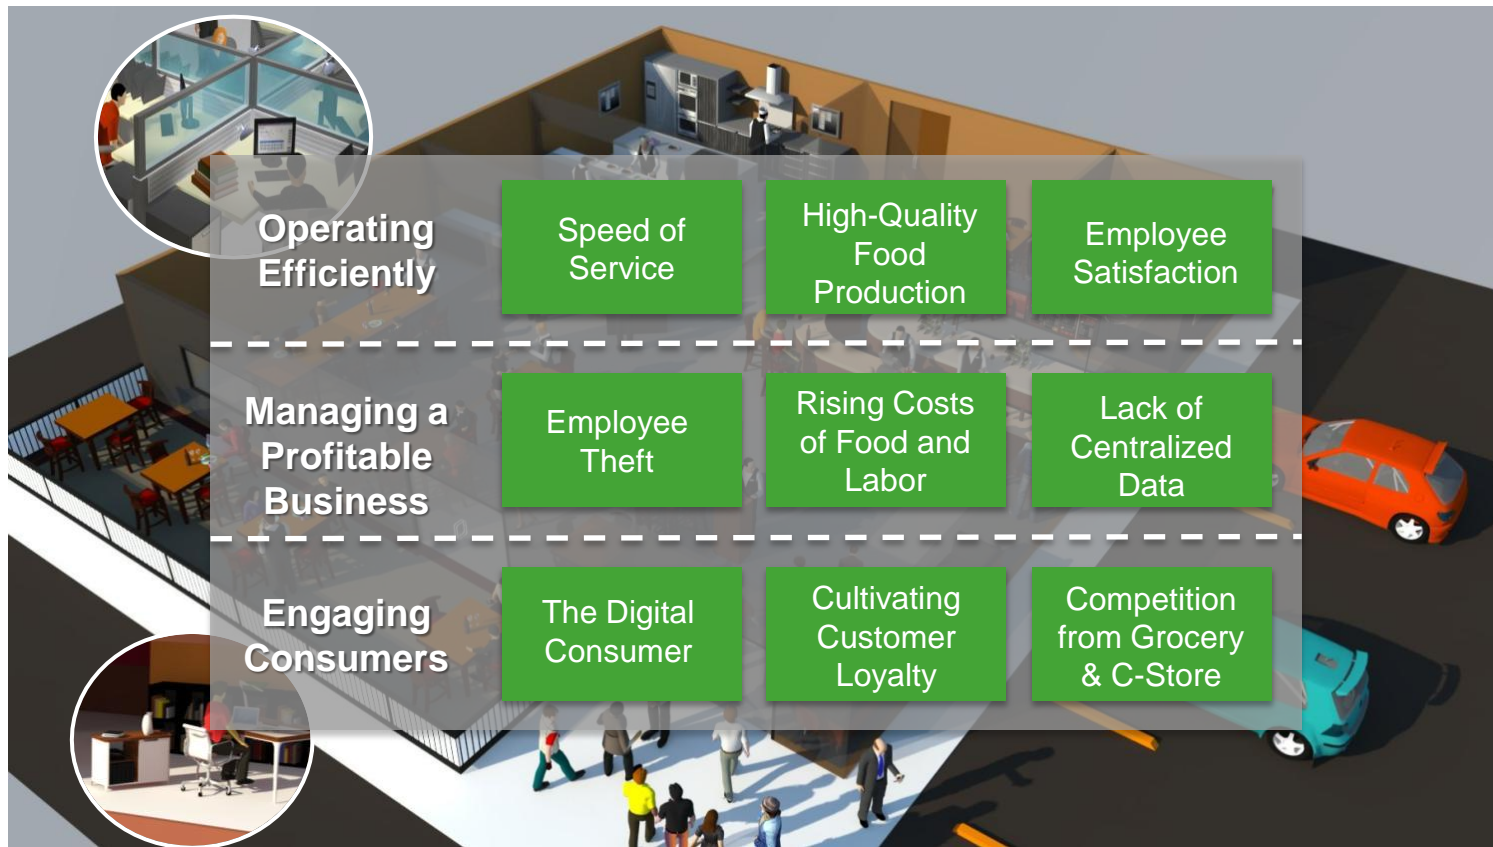 Operating
Efficiently
Speed of
Service
High-Quality
Food
Production
Employee
Satisfaction
Managing a
Profitable
Business
Employee
Theft
Rising Costs
of Food and
Labor
Lack of
Centralized
Data
Engaging
Consumers
The Digital
Consumer
Cultivating
Customer
Loyalty
Competition
from Grocery
& C-Store